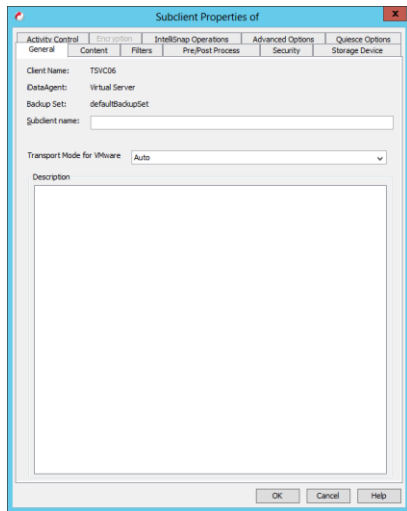 Subclient Properties of
x
Activity Control Encryption IntelliSnap Operations Advanced Options Quiesce Options
General Content Filters Pre/Post Process Security Storage Device
Client Name: TSVC06
iDataAgent: Virtual Server
Backup Set: defaultBackupSet
Subclient name:
Transport Mode for VMware Auto
Description
OK Cancel Help